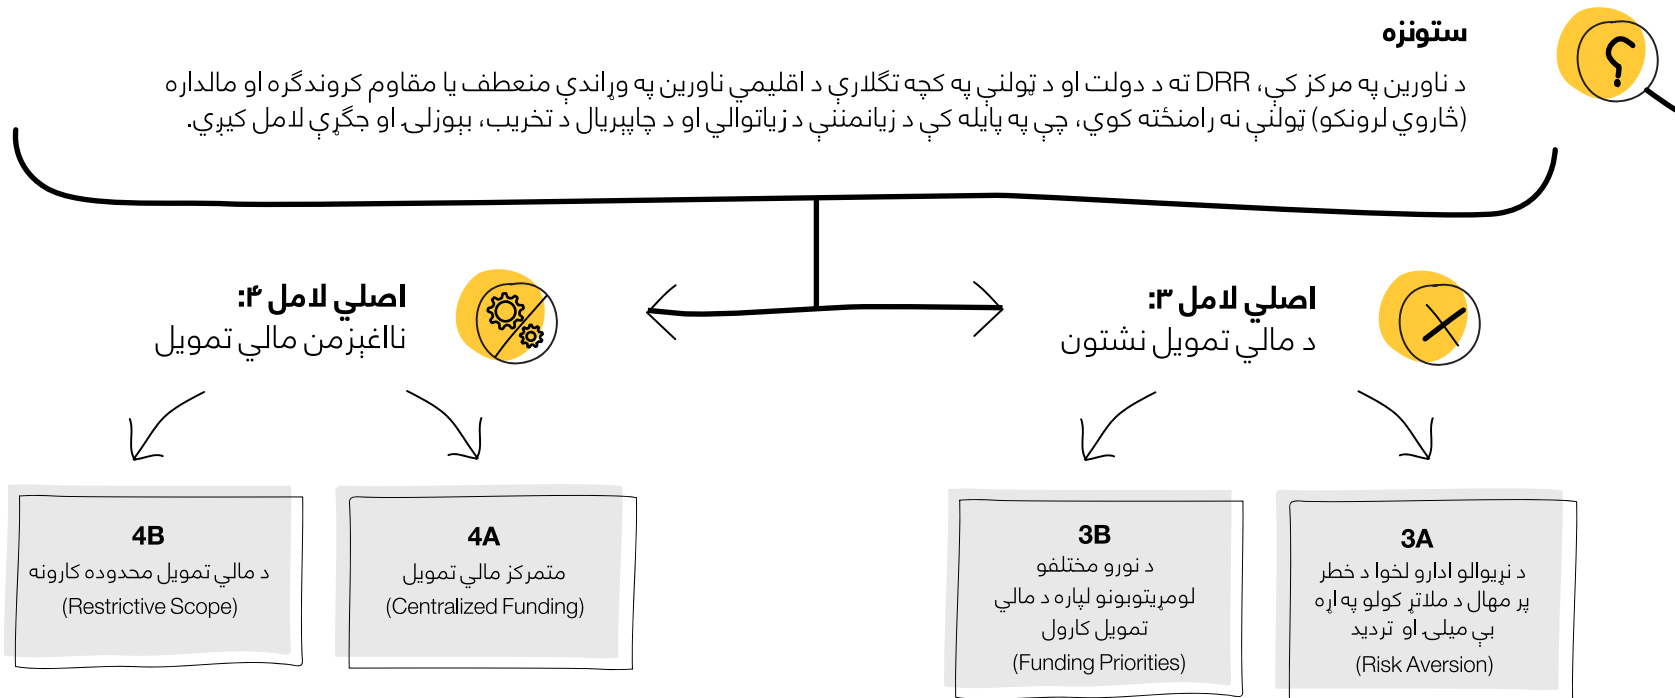 ستونزه
د ناورین په مرکز کې، DRR ته د دولت او د ټولنې په کچه تګلارې د اقلیمي ناورین په وړاندې منعطف یا مقاوم کروندګره او مالداره
(څاروي لرونکو) ټولنې نه رامنځته کوي، چې په پایله کې د زیانمننې د زیاتوالي او د چاپېریال د تخریب، بېوزلۍ او جګړې لامل کیږي.
اصلي لامل ۳:
د مالي تمویل نشتون
3A
د نړیوالو ادارو لخوا د خطر
پر مهال د ملاتړ کولو په اړه
بې میلۍ او تردید
(Risk Aversion)
3B
د نورو مختلفو
لومړیتوبونو لپاره د مالي
تمویل کارول
(Funding Priorities)
اصلي لامل ۴:
نااغېزمن مالي تمویل
4A
متمرکز مالي تمویل
(Centralized Funding)
4B
د مالي تمویل محدوده کارونه
(Restrictive Scope)